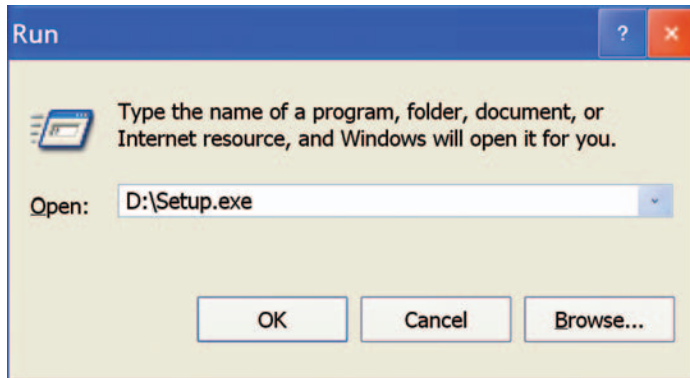 Run
?
×
Type the name of a program, folder, document, or
Internet resource, and Windows will open it for you.
Open:
D:\Setup.exe
OK
Cancel
Browse...